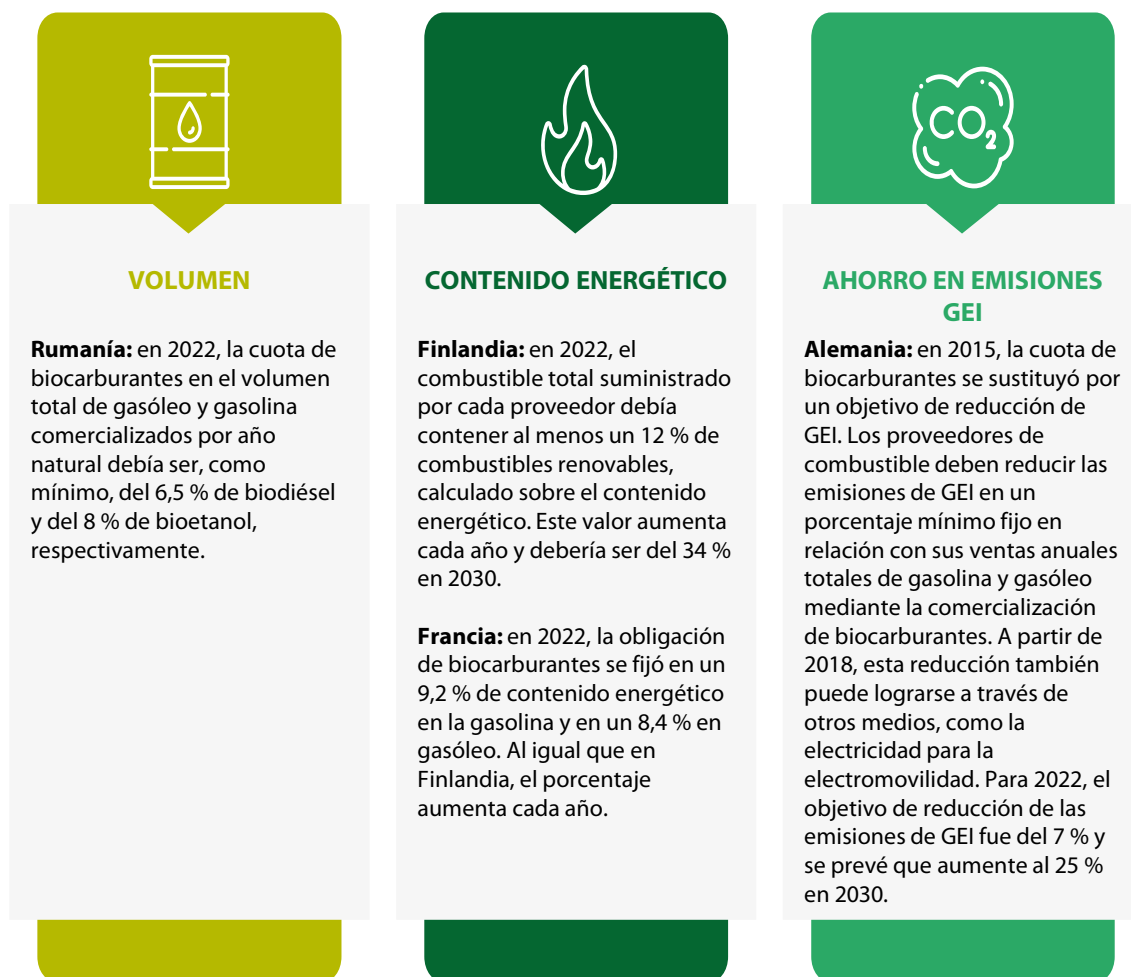 CO₂
VOLUMEN
Rumanía: en 2022, la cuota de
biocarburantes en el volumen
total de gasóleo y gasolina
comercializados por año
natural debía ser, como
mínimo, del 6,5 % de biodiésel
y del 8 % de bioetanol,
respectivamente.
CONTENIDO ENERGÉTICO
Finlandia: en 2022, el
combustible total suministrado
por cada proveedor debía
contener al menos un 12 % de
combustibles renovables,
calculado sobre el contenido
energético. Este valor aumenta
cada año y debería ser del 34 %
en 2030.
Francia: en 2022, la obligación
de biocarburantes se fijó en un
9,2 % de contenido energético
en la gasolina y en un 8,4 % en
gasóleo. Al igual que en
Finlandia, el porcentaje
aumenta cada año.
AHORRO EN EMISIONES
GEI
Alemania: en 2015, la cuota de
biocarburantes se sustituyó por
un objetivo de reducción de
GEI. Los proveedores de
combustible deben reducir las
emisiones de GEI en un
porcentaje mínimo fijo en
relación con sus ventas anuales
totales de gasolina y gasóleo
mediante la comercialización
de biocarburantes. A partir de
2018, esta reducción también
puede lograrse a través de
otros medios, como la
electricidad para la
electromovilidad. Para 2022, el
objetivo de reducción de las
emisiones de GEI fue del 7 % y
se prevé que aumente al 25 %
en 2030.